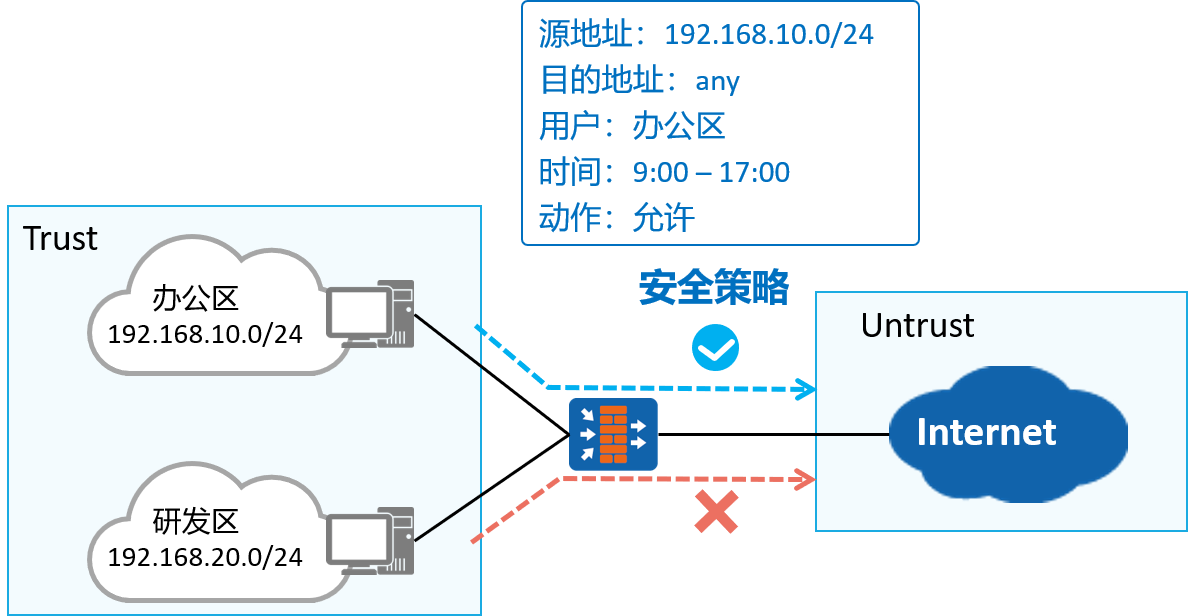 源地址：192.168.10.0/24
目的地址：any
用户：办公区
时间：9:00 – 17:00
动作：允许
Trust
办公区
192.168.10.0/24
安全策略
Untrust
Internet
研发区
192.168.20.0/24